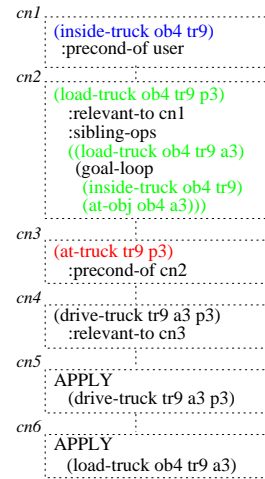 cn1
(inside-truck ob4 tr9)
:precond-of user
cn2
(load-truck ob4 tr9 p3)
:relevant-to cn1
:sibling-ops
((load-truck ob4 tr9 a3)
(goal-loop
(inside-truck ob4 tr9)
(at-obj ob4 a3)))
cn3
(at-truck tr9 p3)
:precond-of cn2
cn4
(drive-truck tr9 a3 p3)
:relevant-to cn3
cn5
APPLY
(drive-truck tr9 a3 p3)
cn6
APPLY
(load-truck ob4 tr9 a3)